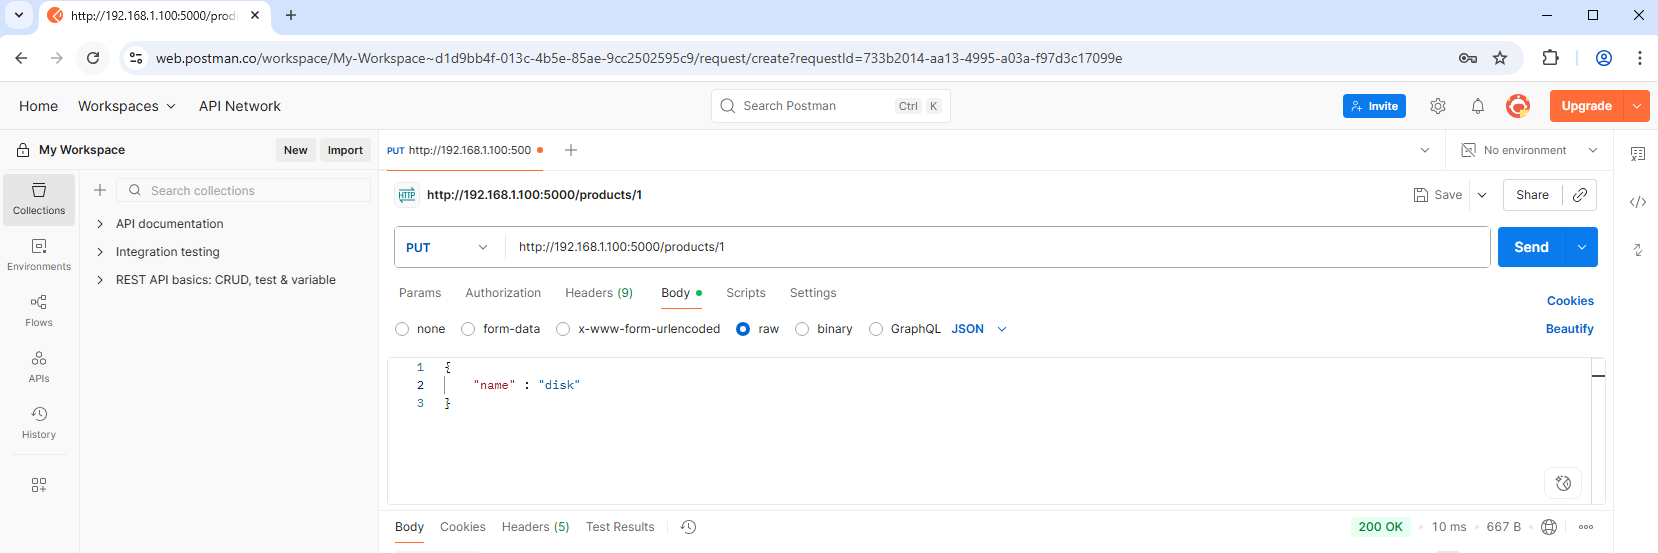 http://192.168.1.100:5000/prod
web.postman.co/workspace/My-Workspace~d1d9bb4f-013c-4b5e-85ae-9cc2502595c9/request/create?requestId=733b2014-aa13-4995-a03a-f97d3c17099e
Home Workspaces API Network Search Postman Ctrl K Invite Upgrade
My Workspace New Import PUT http://192.168.1.100:500 No environment
Search collections http://192.168.1.100:5000/products/1 Save Share
Collections
API documentation
Environments
Integration testing PUT http://192.168.1.100:5000/products/1 Send
REST API basics: CRUD, test & variable
Params Authorization Headers (9) Body Scripts Settings Cookies
Flows
none form-data x-www-form-urlencoded raw binary GraphQL JSON Beautify
APIs
1 {
2 "name" : "disk"
3 }
History
Body Cookies Headers (5) Test Results 200 OK 10 ms 667 B